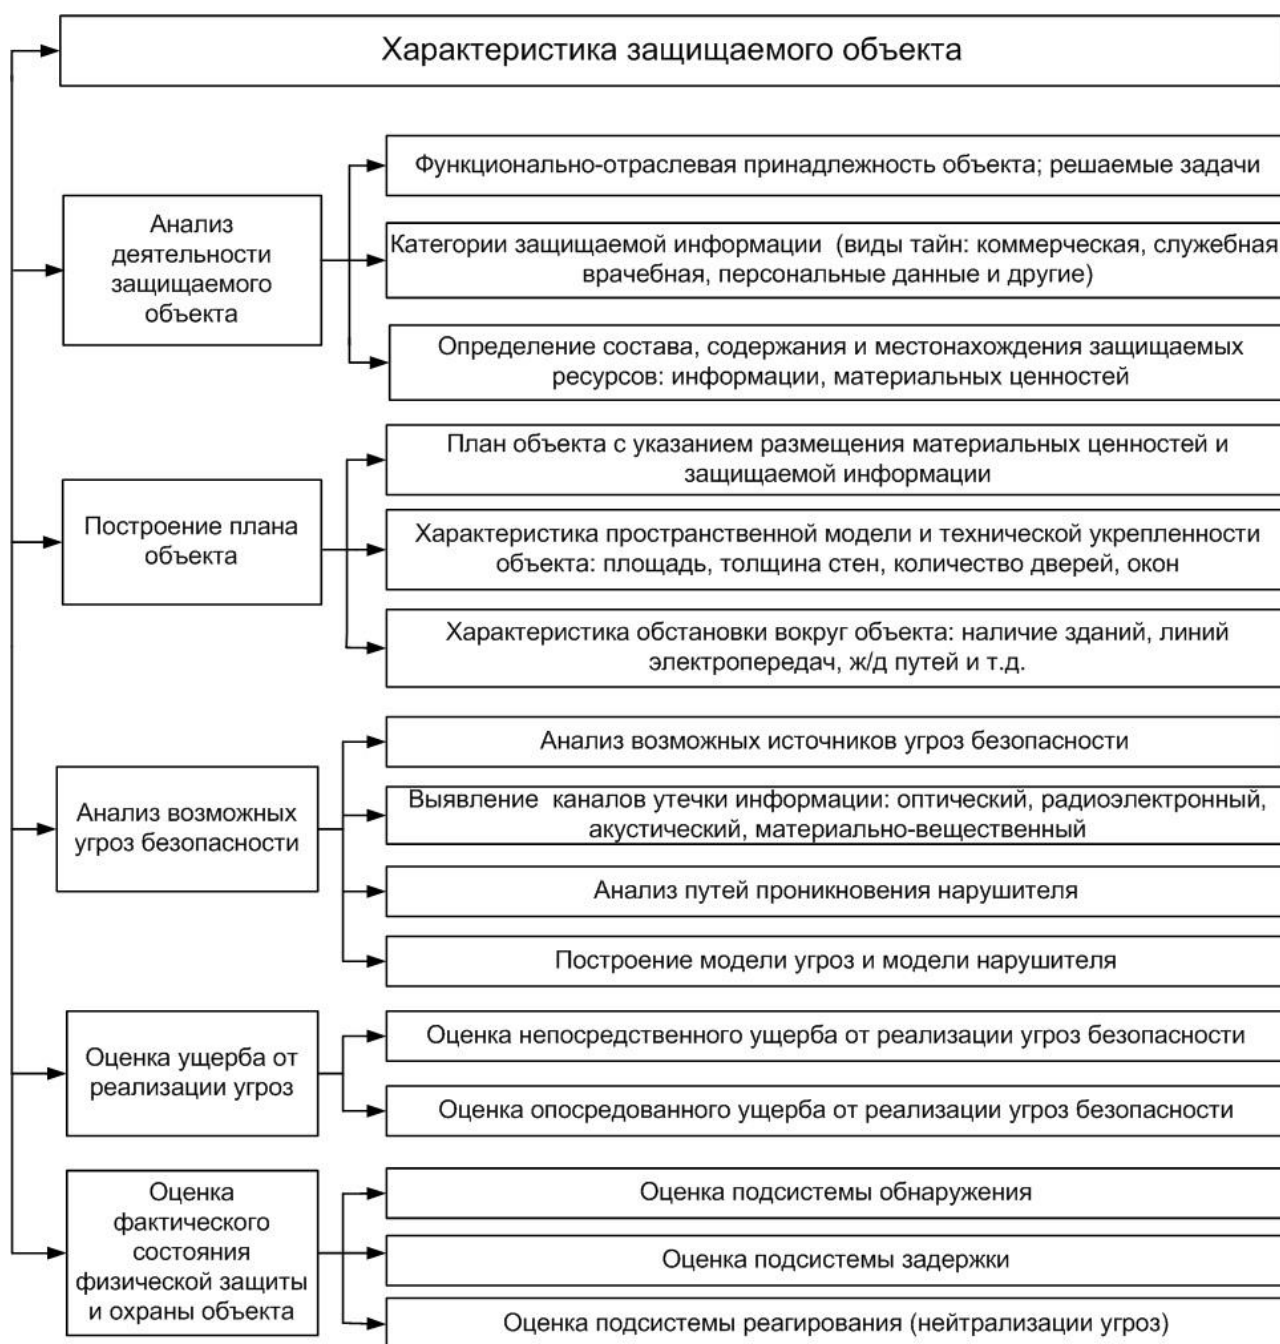 Характеристика защищаемого объекта
Анализ
деятельности
защищаемого
объекта
Функционально-отраслевая принадлежность объекта; решаемые задачи
Категории защищаемой информации (виды тайн: коммерческая, служебная
врачебная, персональные данные и другие)
Определение состава, содержания и местонахождения защищаемых
ресурсов: информации, материальных ценностей
Построение плана
объекта
План объекта с указанием размещения материальных ценностей и
защищаемой информации
Характеристика пространственной модели и технической укрепленности
объекта: площадь, толщина стен, количество дверей, окон
Характеристика обстановки вокруг объекта: наличие зданий, линий
электропередач, ж/д путей и т.д.
Анализ возможных
угроз безопасности
Анализ возможных источников угроз безопасности
Выявление каналов утечки информации: оптический, радиоэлектронный,
акустический, материально-вещественный
Анализ путей проникновения нарушителя
Построение модели угроз и модели нарушителя
Оценка ущерба от
реализации угроз
Оценка непосредственного ущерба от реализации угроз безопасности
Оценка опосредованного ущерба от реализации угроз безопасности
Оценка
фактического
состояния
физической защиты
и охраны объекта
Оценка подсистемы обнаружения
Оценка подсистемы задержки
Оценка подсистемы реагирования (нейтрализации угроз)